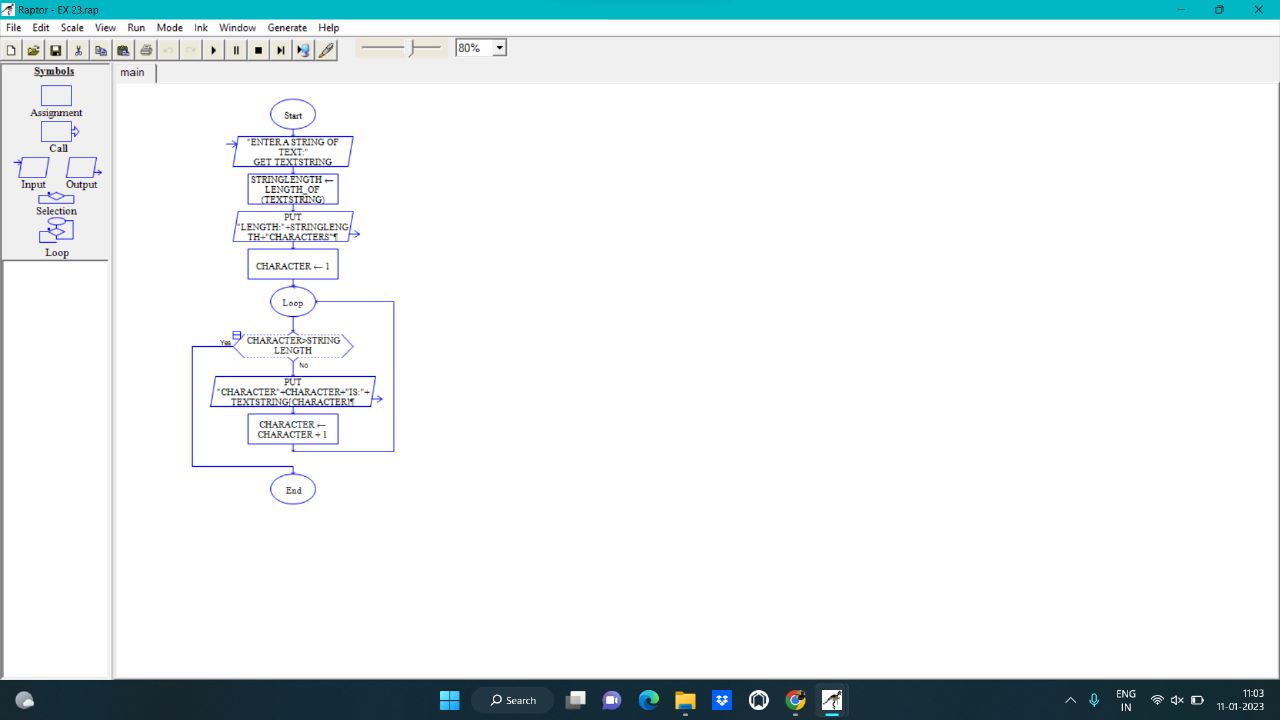 Raptor - EX 23.rap
File Edit Scale View Run Mode Ink Window Generate Help
80%
Symbols
Assignment
Call
Input Output
Selection
Loop
main
Start
"ENTER A STRING OF
TEXT:"
GET TEXTSTRING
STRINGLENGTH ←
LENGTH_OF
(TEXTSTRING)
PUT
"LENGTH:"+STRINGLENG
TH+"CHARACTERS"¶
CHARACTER ← 1
Loop
Yes
CHARACTER>STRING
LENGTH
No
PUT
"CHARACTER"+CHARACTER+"IS:"+
TEXTSTRING[CHARACTER]¶
CHARACTER ←
CHARACTER + 1
End
Search
ENG
IN
11:03
11-01-2023